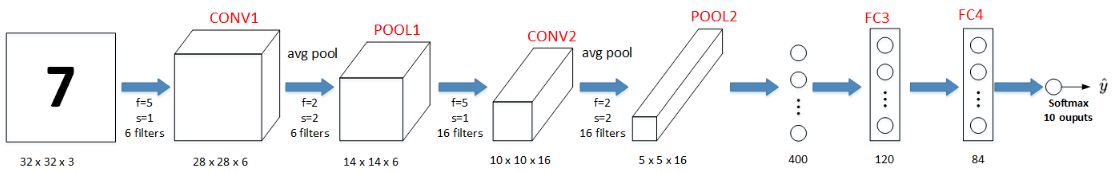 CONV1
POOL1
CONV2
POOL2
FC3
FC4
7
avg pool
avg pool
f=5
s=1
6 filters
f=2
s=2
6 filters
f=5
s=1
16 filters
f=2
s=2
16 filters
ŷ
Softmax
10 ouputs
32 x 32 x 3
28 x 28 x 6
14 x 14 x 6
10 x 10 x 16
5 x 5 x 16
400
120
84